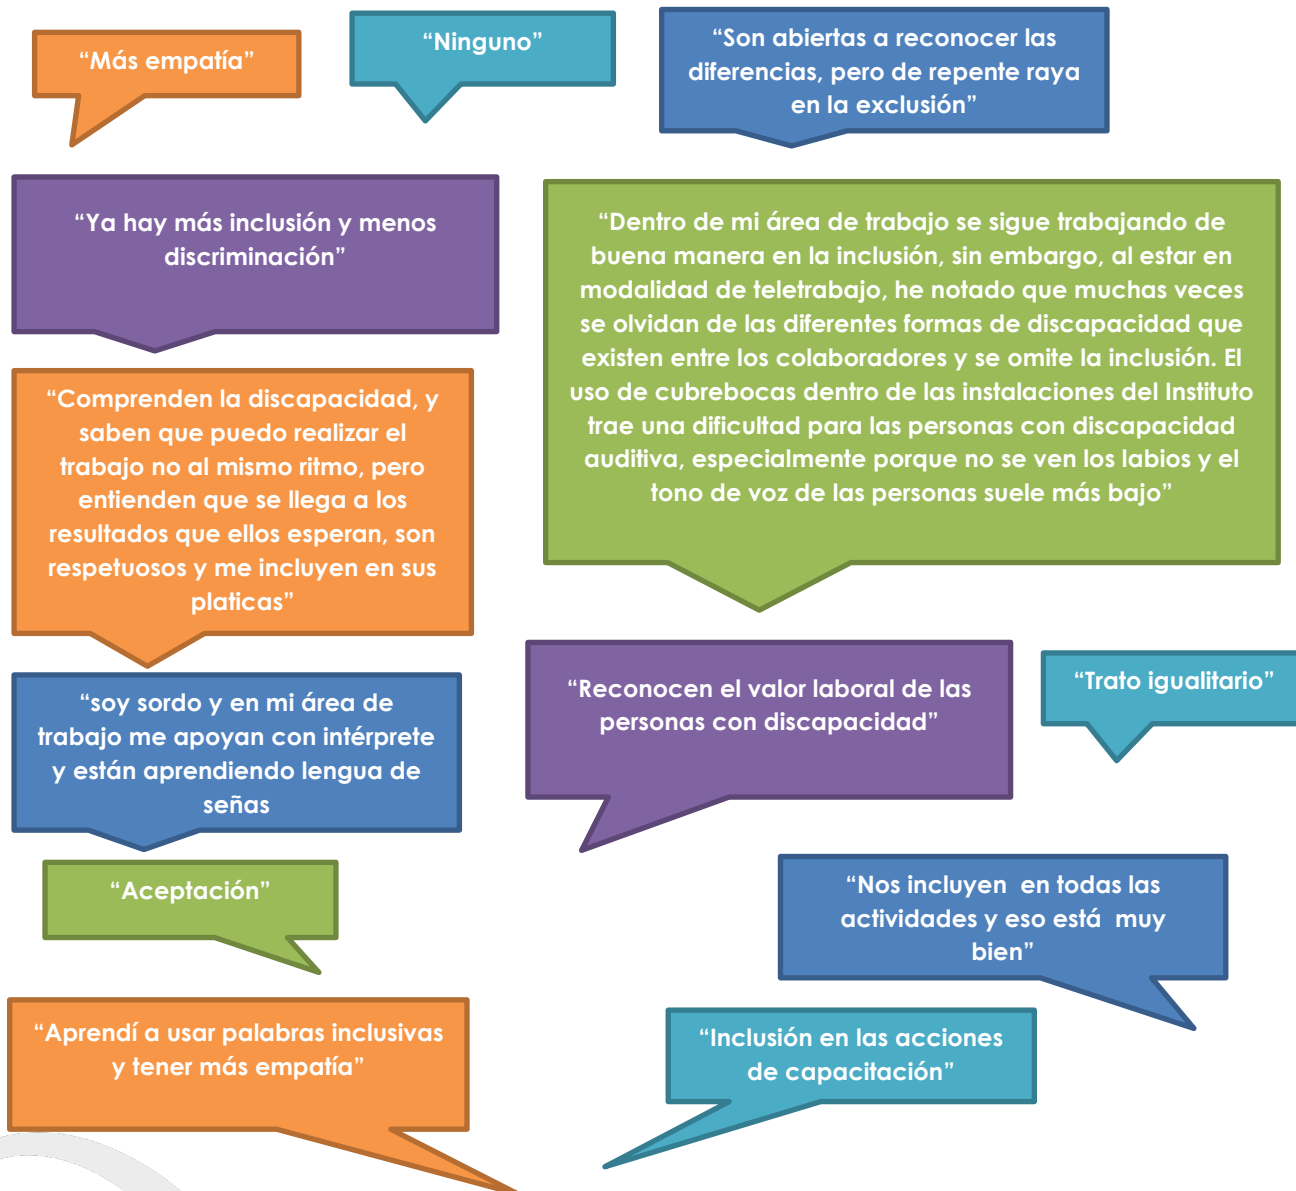 “Más empatía”
“Ninguno”
“Son abiertas a reconocer las
diferencias, pero de repente raya
en la exclusión”
“Ya hay más inclusión y menos
discriminación”
“Dentro de mi área de trabajo se sigue trabajando de
buena manera en la inclusión, sin embargo, al estar en
modalidad de teletrabajo, he notado que muchas veces
se olvidan de las diferentes formas de discapacidad que
existen entre los colaboradores y se omite la inclusión. El
uso de cubrebocas dentro de las instalaciones del Instituto
trae una dificultad para las personas con discapacidad
auditiva, especialmente porque no se ven los labios y el
tono de voz de las personas suele más bajo”
“Comprenden la discapacidad, y
saben que puedo realizar el
trabajo no al mismo ritmo, pero
entienden que se llega a los
resultados que ellos esperan, son
respetuosos y me incluyen en sus
platicas”
“Reconocen el valor laboral de las
personas con discapacidad”
“Trato igualitario”
“soy sordo y en mi área de
trabajo me apoyan con intérprete
y están aprendiendo lengua de
señas
“Aceptación”
“Nos incluyen  en todas las
actividades y eso está  muy
bien”
“Aprendí a usar palabras inclusivas
y tener más empatía”
“Inclusión en las acciones
de capacitación”